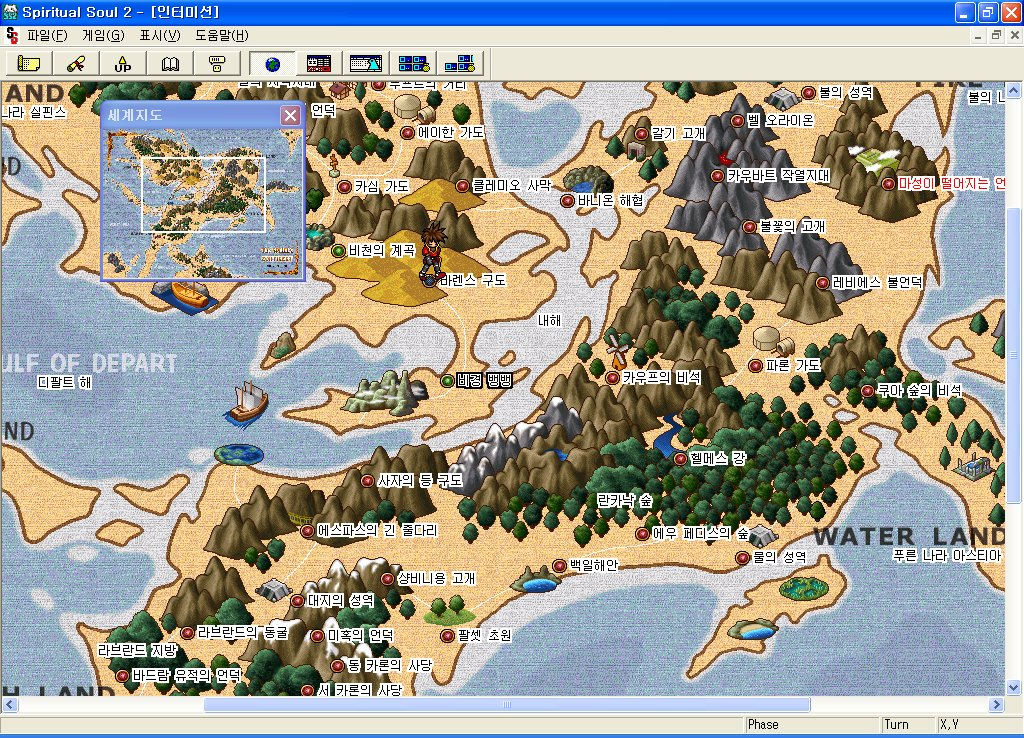 Spiritual Soul 2 - [인터미션]
파일(F) 게임(G) 표시(V) 도움말(H)
UP
AND
나라 실핀스
세계지도
언덕
에이한 가도
불의 성역
불의 나
갈기 고개
벨 오라이온
카심 가도
클레미오 사막
바니온 해협
카우바트 작열지대
마성이 떨어지는 언
불꽃의 고개
비천의 계곡
바렌스 구도
레비에스 불언덕
내해
ULF OF DEPART
디팔트 해
비경 뱅뱅
카우프의 비석
파론 가도
쿠마 숲의 비석
ND
헬메스 강
사자의 등 구도
란카낙 숲
에스파스의 긴 줄다리
에우 페디스의 숲
WATER LAND
물의 성역
푸른 나라 아스티아
백일해안
샹비니용 고개
대지의 성역
라브란드의 동굴
미혹의 언덕
팔셋 초원
라브란드 지방
동 카론의 사당
바드람 유적의 언덕
서 카론의 사당
H LAND
Phase Turn X,Y